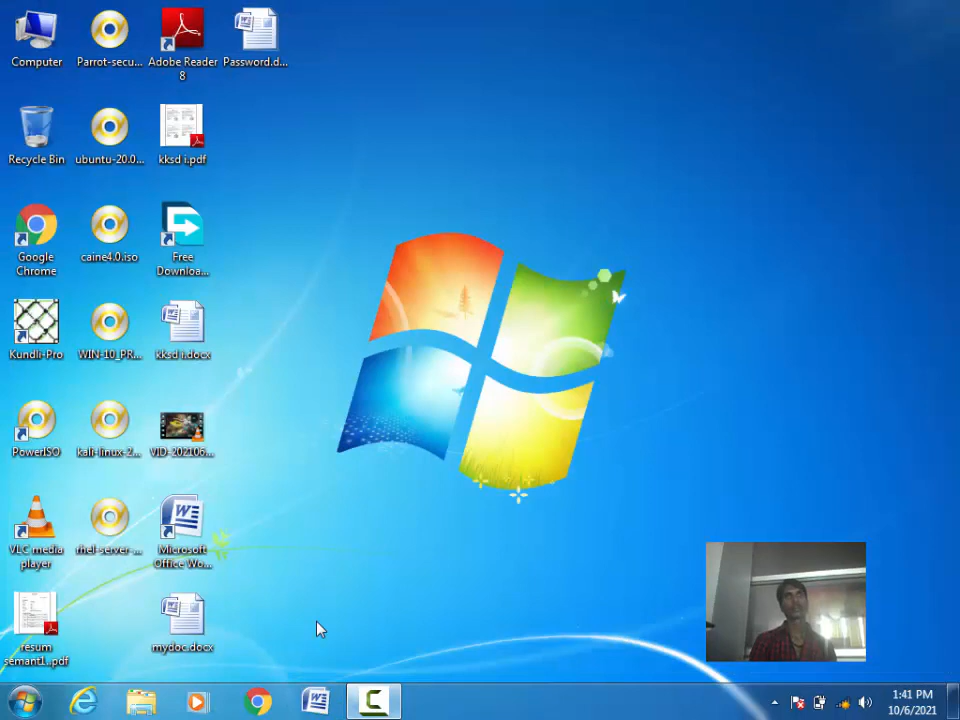 Computer
Parrot-secu...
Adobe Reader
8
Password.d...
Recycle Bin
ubuntu-20.0...
kksd i.pdf
Google
Chrome
caine4.0.iso
Free
Downloa...
Kundli-Pro
WIN-10_PR...
kksd i.docx
PowerISO
kali-linux-2...
VID-202106...
VLC media
player
rhel-server-...
Microsoft
Office Wo...
resum
semant1..pdf
mydoc.docx
1:41 PM
10/6/2021